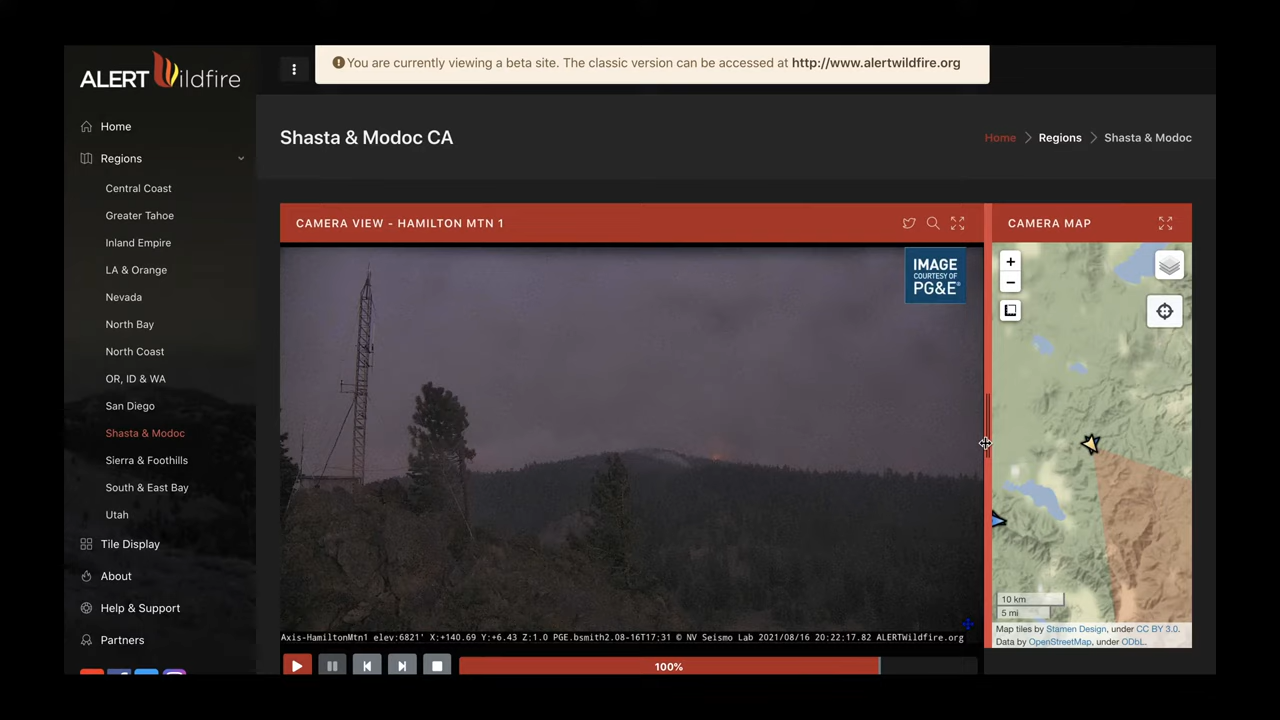 You are currently viewing a beta site. The classic version can be accessed at http://www.alertwildfire.org
ALERT Wildfire
Home
Regions
Central Coast
Greater Tahoe
Inland Empire
LA & Orange
Nevada
North Bay
North Coast
OR, ID & WA
San Diego
Shasta & Modoc
Sierra & Foothills
South & East Bay
Utah
Tile Display
About
Help & Support
Partners
Shasta & Modoc CA
Home
Regions
Shasta & Modoc
CAMERA VIEW - HAMILTON MTN 1
IMAGE
COURTESY OF
PG&E®
Axis-HamiltonMtn1 elev:6821' X:+140.69 Y:+6.43 Z:1.0 PGE.bsmith2.08-16T17:31 © NV Seismo Lab 2021/08/16 20:22:17.82 ALERTWildfire.org
100%
CAMERA MAP
+
−
10 km
5 mi
Map tiles by Stamen Design, under CC BY 3.0.
Data by OpenStreetMap, under ODbL.